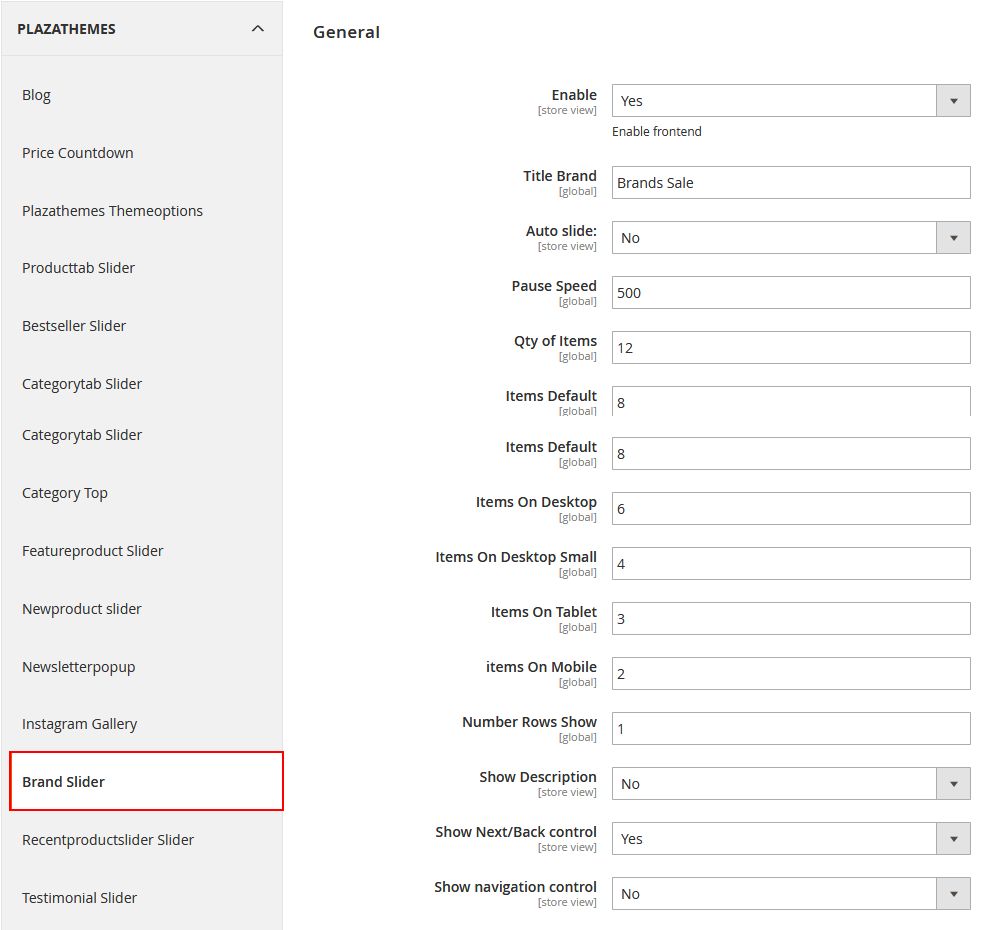 PLAZATHEMES
Blog
Price Countdown
Plazathemes Themeoptions
Producttab Slider
Bestseller Slider
Categorytab Slider
Categorytab Slider
Category Top
Featureproduct Slider
Newproduct slider
Newsletterpopup
Instagram Gallery
Brand Slider
Recentproductslider Slider
Testimonial Slider
General
Enable Yes
[store view]
Enable frontend
Title Brand Brands Sale
[global]
Auto slide: No
[store view]
Pause Speed 500
[global]
Qty of Items 12
[global]
Items Default 8
[global]
Items Default 8
[global]
Items On Desktop 6
[global]
Items On Desktop Small 4
[global]
Items On Tablet 3
[global]
items On Mobile 2
[global]
Number Rows Show 1
[global]
Show Description No
[store view]
Show Next/Back control Yes
[store view]
Show navigation control No
[store view]